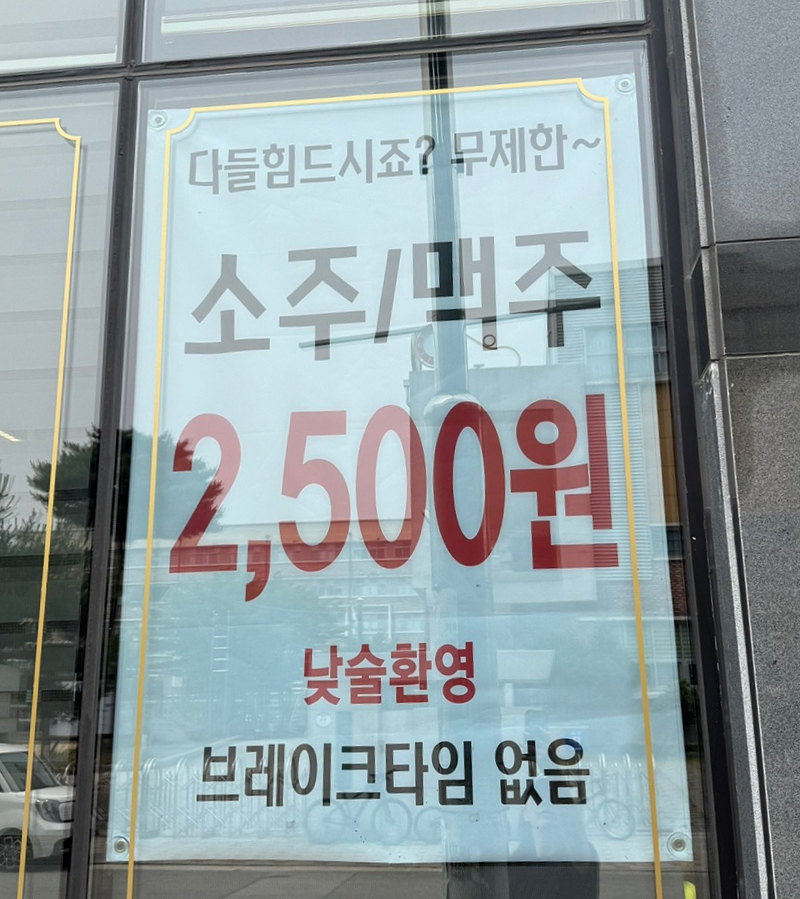 다들힘드시죠? 무제한~
소주/맥주
2,500원
낮술환영
브레이크타임 없음